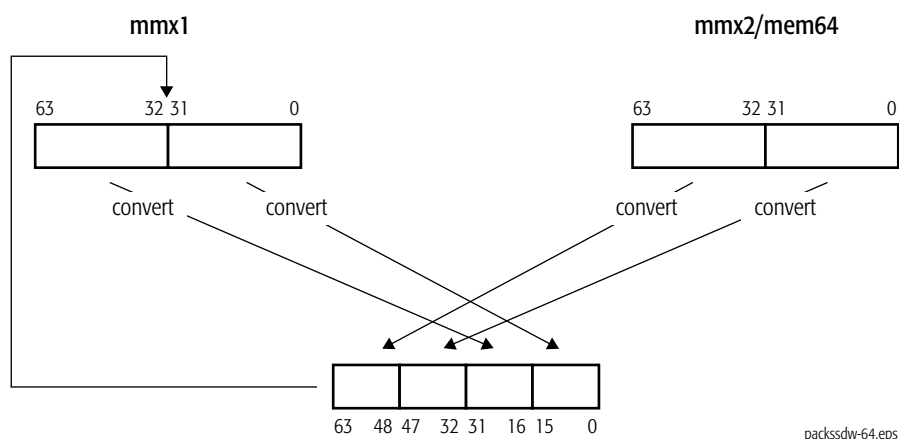 mmx1 mmx2/mem64
63 32 31 0 63 32 31 0
convert convert convert convert
63 48 47 32 31 16 15 0
packssdw-64.eps